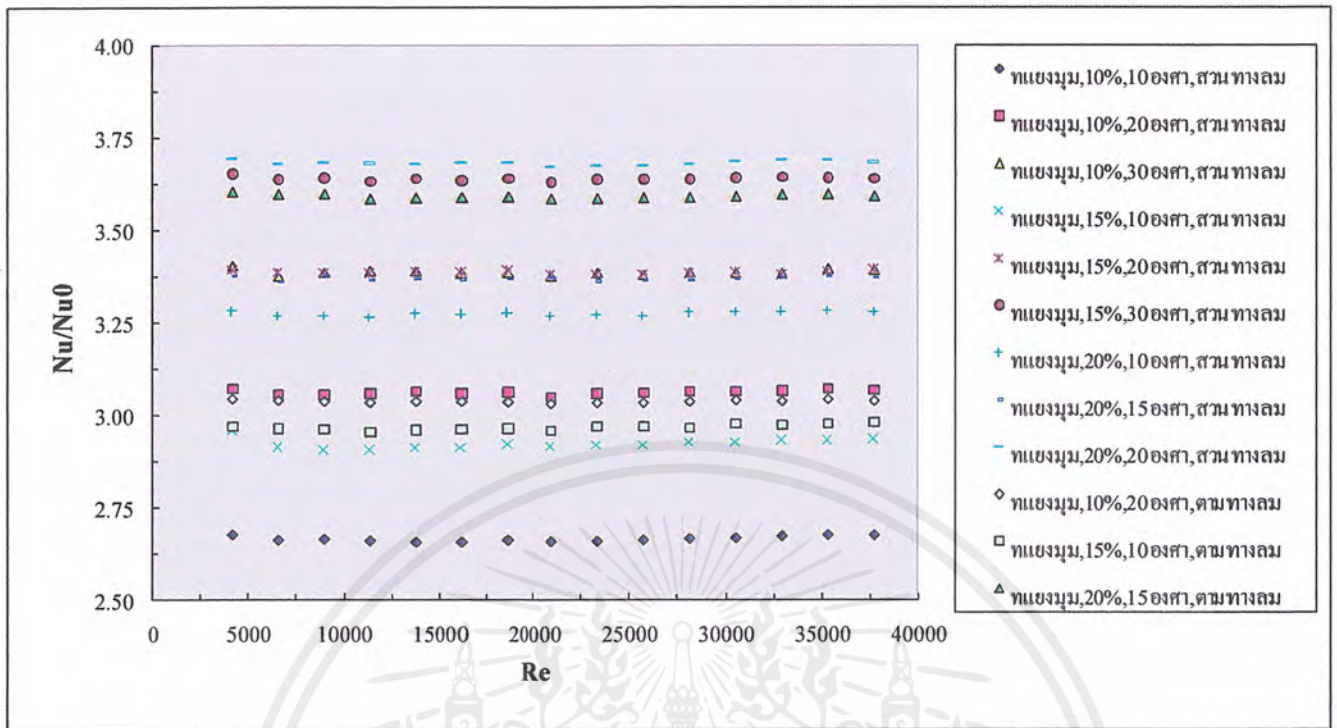 4.00
3.75
3.50
3.25
3.00
2.75
2.50
Nu/Nu0
0 5000 10000 15000 20000 25000 30000 35000 40000
Re
ทแยงมุม,10%,10องศา,สวนทางลม
ทแยงมุม,10%,20องศา,สวนทางลม
ทแยงมุม,10%,30องศา,สวนทางลม
ทแยงมุม,15%,10องศา,สวนทางลม
ทแยงมุม,15%,20องศา,สวนทางลม
ทแยงมุม,15%,30องศา,สวนทางลม
ทแยงมุม,20%,10องศา,สวนทางลม
ทแยงมุม,20%,15องศา,สวนทางลม
ทแยงมุม,20%,20องศา,สวนทางลม
ทแยงมุม,10%,20องศา,ตามทางลม
ทแยงมุม,15%,10องศา,ตามทางลม
ทแยงมุม,20%,15องศา,ตามทางลม